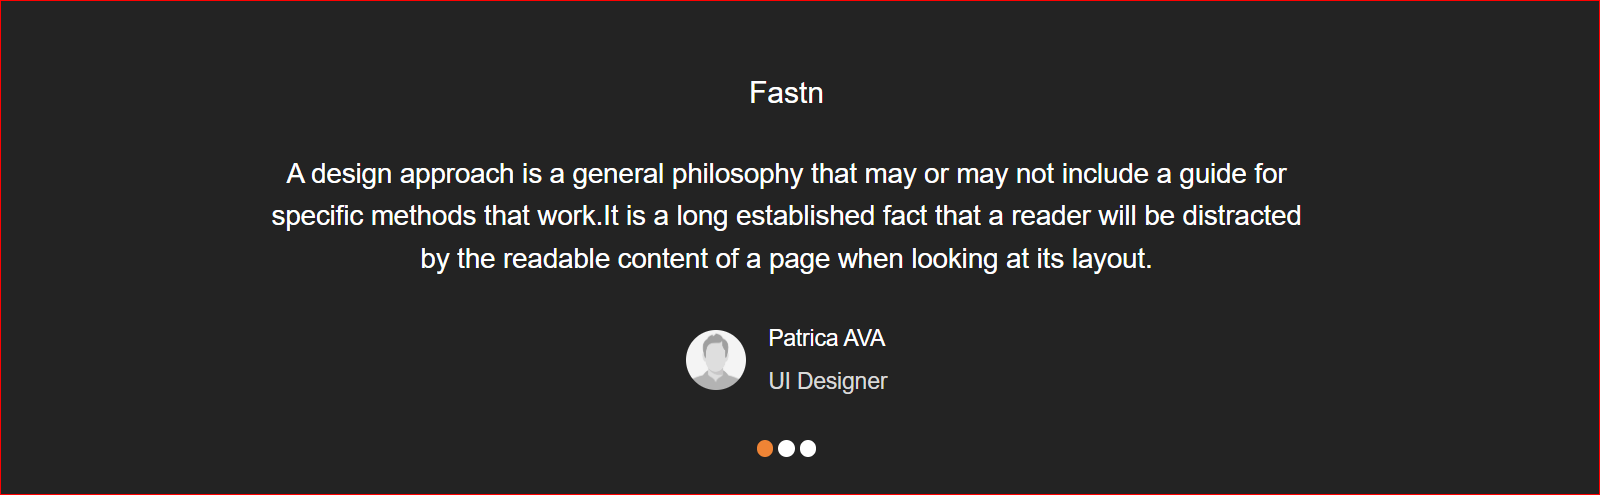 Fastn
A design approach is a general philosophy that may or may not include a guide for
specific methods that work.It is a long established fact that a reader will be distracted
by the readable content of a page when looking at its layout.
Patrica AVA
UI Designer